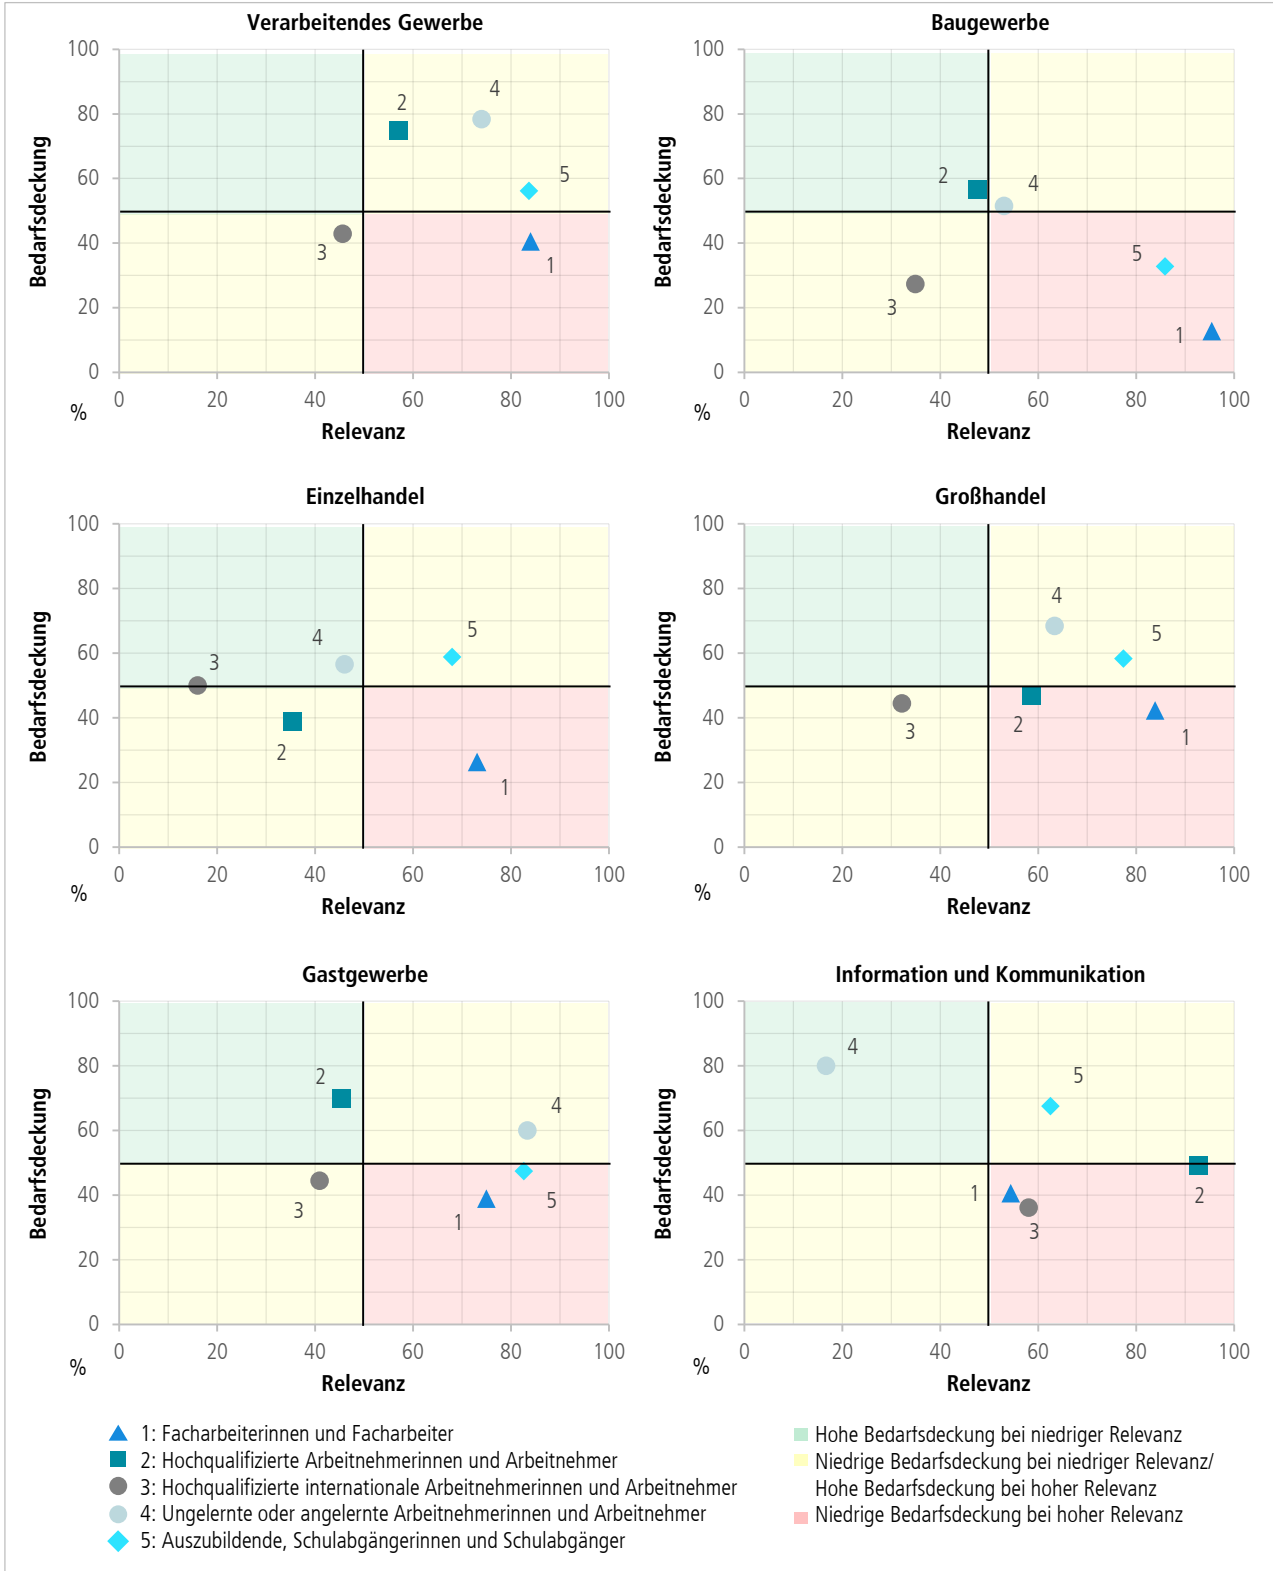 Verarbeitendes Gewerbe
100
80
60
40
20
0
Bedarfsdeckung
2
4
5
3
1
0 20 40 60 80 100
%
Relevanz
Baugewerbe
100
80
60
40
20
0
Bedarfsdeckung
2
4
5
3
1
0 20 40 60 80 100
%
Relevanz
Einzelhandel
100
80
60
40
20
0
Bedarfsdeckung
3
4
5
2
1
0 20 40 60 80 100
%
Relevanz
Großhandel
100
80
60
40
20
0
Bedarfsdeckung
4
5
3
2
1
0 20 40 60 80 100
%
Relevanz
Gastgewerbe
100
80
60
40
20
0
Bedarfsdeckung
2
4
3
1
5
0 20 40 60 80 100
%
Relevanz
Information und Kommunikation
100
80
60
40
20
0
Bedarfsdeckung
4
5
1
3
2
0 20 40 60 80 100
%
Relevanz
1: Facharbeiterinnen und Facharbeiter
2: Hochqualifizierte Arbeitnehmerinnen und Arbeitnehmer
3: Hochqualifizierte internationale Arbeitnehmerinnen und Arbeitnehmer
4: Ungelernte oder angelernte Arbeitnehmerinnen und Arbeitnehmer
5: Auszubildende, Schulabgängerinnen und Schulabgänger
Hohe Bedarfsdeckung bei niedriger Relevanz
Niedrige Bedarfsdeckung bei niedriger Relevanz/
Hohe Bedarfsdeckung bei hoher Relevanz
Niedrige Bedarfsdeckung bei hoher Relevanz